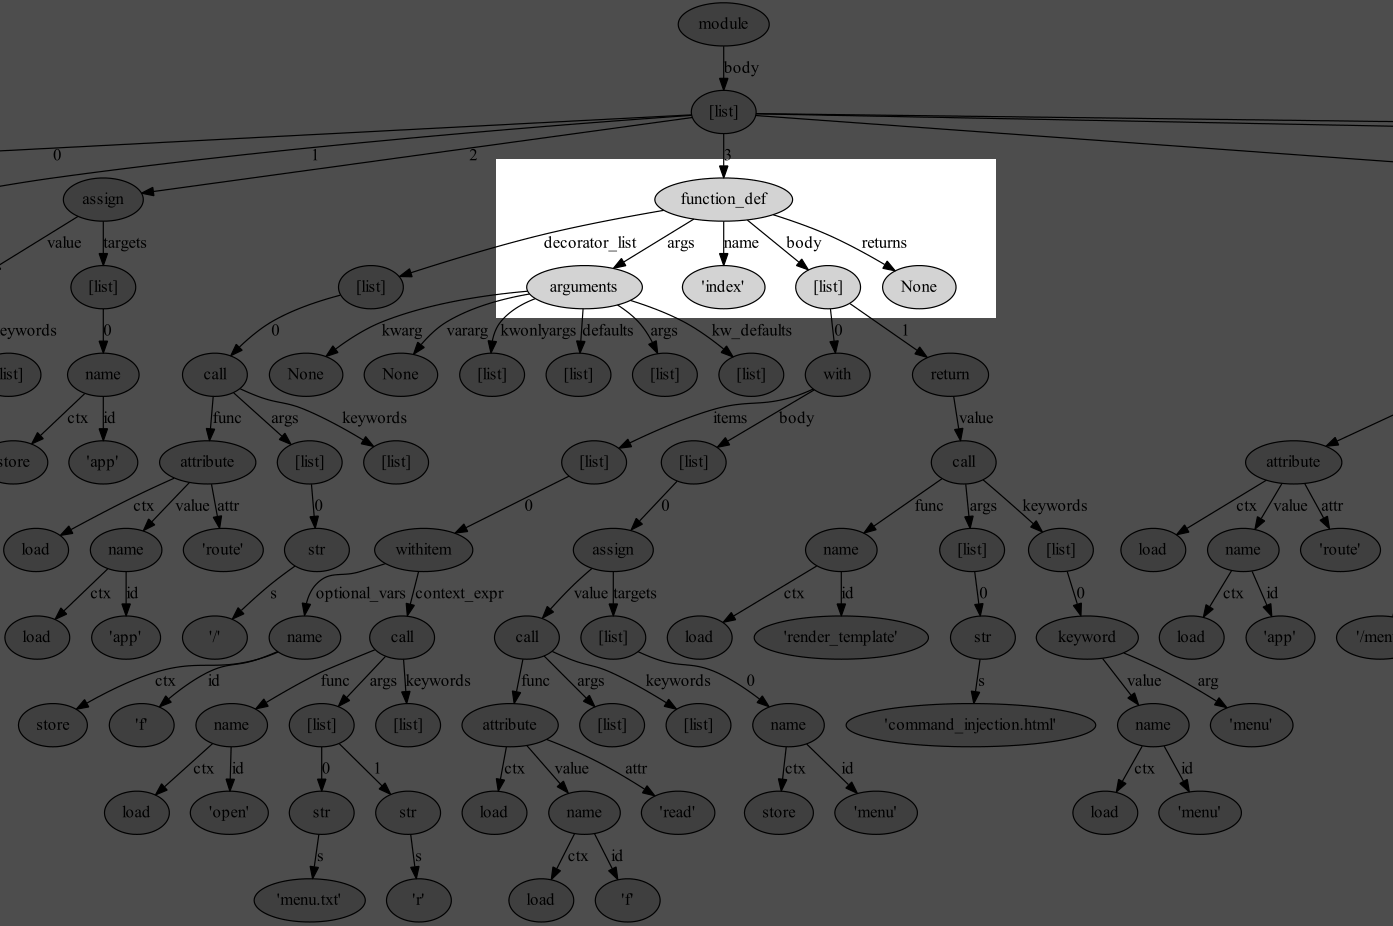 module
body
[list]
0 1 2 3
assign function_def
value targets decorator_list args name body returns
[list] [list] arguments 'index' [list] None
eywords 0 0 kwarg vararg kwonlyargs defaults args kw_defaults 0 1
list] name call None None [list] [list] [list] [list] with return
ctx id func args keywords items body value
store 'app' attribute [list] [list] [list] [list] call attribute
ctx value attr 0 0 0 func args keywords ctx value attr
load name 'route' str withitem assign name [list] [list] load name 'route'
ctx id s optional_vars context_expr value targets ctx id 0 0 ctx id
load 'app' '/' name call call [list] load 'render_template' str keyword load 'app' '/men
ctx id func args keywords func args keywords 0 s value arg
store 'f' name [list] [list] attribute [list] [list] name 'command_injection.html' name 'menu'
ctx id 0 1 ctx value attr ctx id ctx id
load 'open' str str load name 'read' store 'menu' load 'menu'
s s ctx id
'menu.txt' 'r' load 'f'